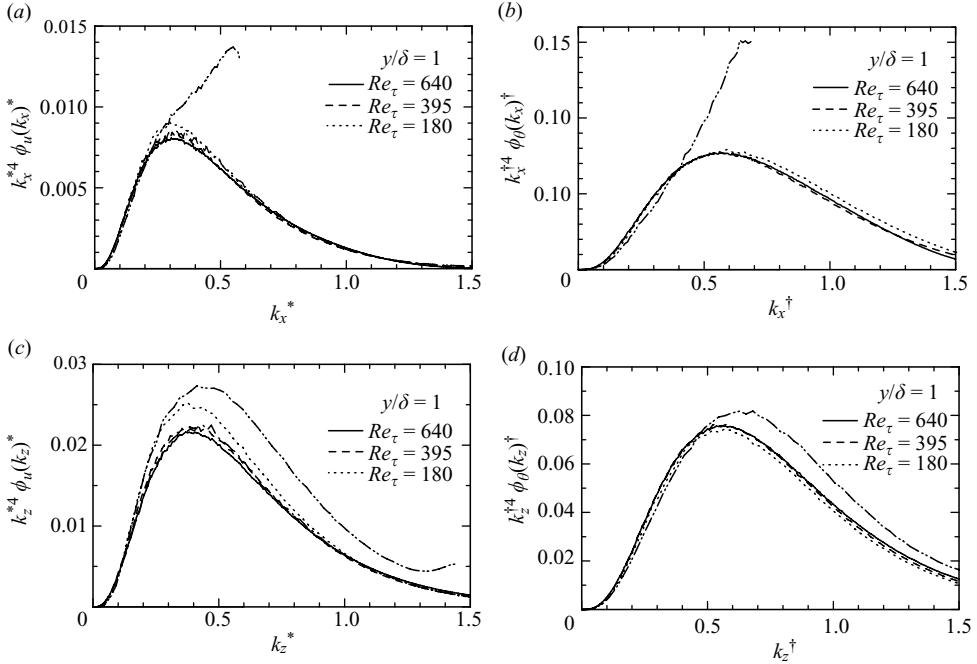 (a)
0.015
0.010
0.005
0
k_x^{*4} ϕ_u(k_x)^*
y/δ = 1
Re_τ = 640
Re_τ = 395
Re_τ = 180
0.5 1.0 1.5
k_x^*
(b)
0.15
0.10
0
k_x^{†4} ϕ_θ(k_x)^†
y/δ = 1
Re_τ = 640
Re_τ = 395
Re_τ = 180
0.5 1.0 1.5
k_x^†
(c)
0.03
0.02
0.01
0
k_z^{*4} ϕ_u(k_z)^*
y/δ = 1
Re_τ = 640
Re_τ = 395
Re_τ = 180
0.5 1.0 1.5
k_z^*
(d)
0.10
0.08
0.06
0.04
0.02
0
k_z^{†4} ϕ_θ(k_z)^†
y/δ = 1
Re_τ = 640
Re_τ = 395
Re_τ = 180
0.5 1.0 1.5
k_z^†